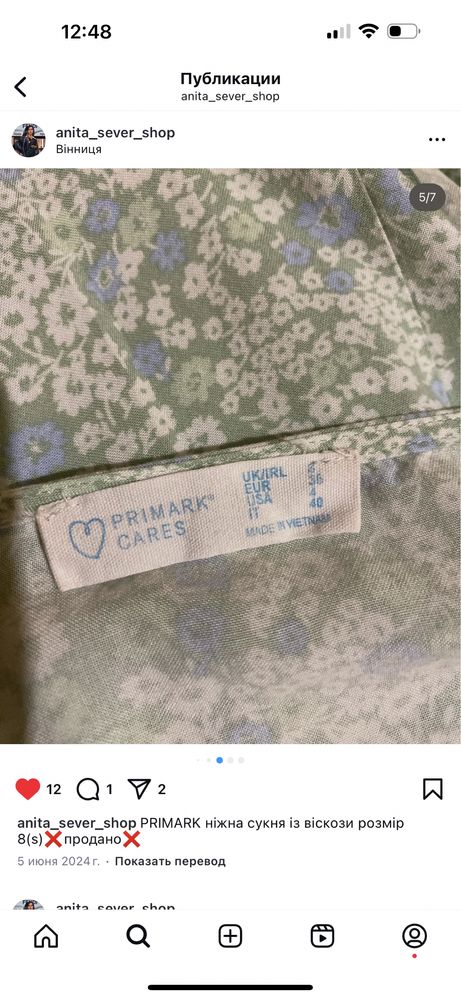 12:48
Публикации
anita_sever_shop
anita_sever_shop
Вінниця
5/7
PRIMARK®
CARES
UK/IRL
EUR 36
USA 4
IT 40
MADE IN VIETNAM
12 1 2
anita_sever_shop PRIMARK ніжна сукня із віскози розмір
8(s)❌продано❌
5 июня 2024 г. · Показать перевод
anita_sever_shop